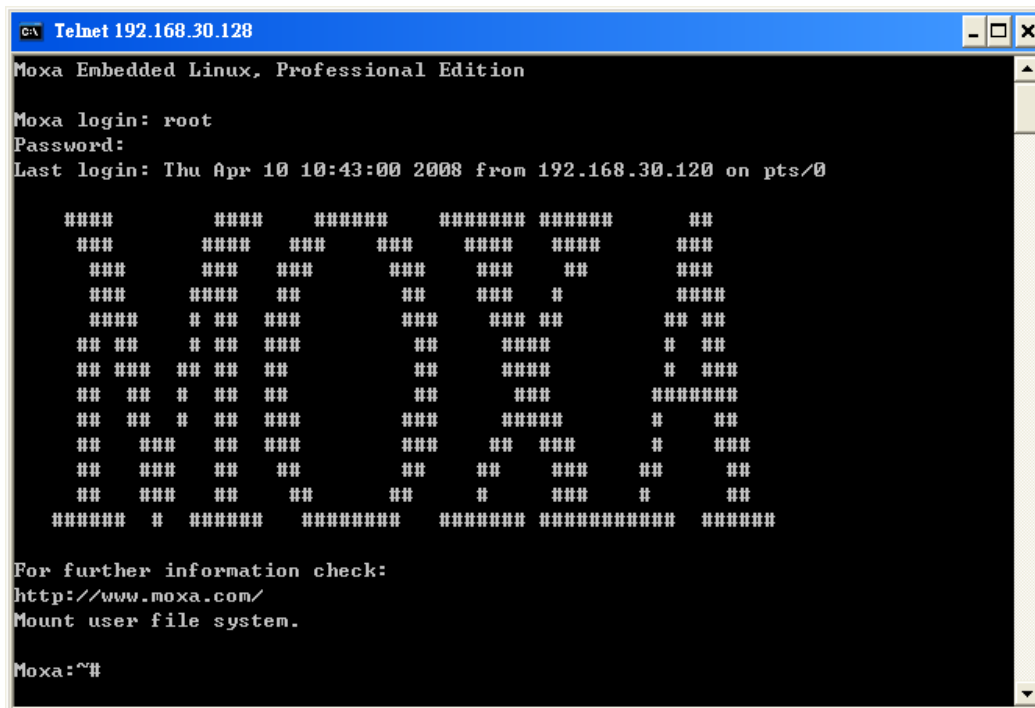 Telnet 192.168.30.128
Moxa Embedded Linux, Professional Edition
Moxa login: root
Password:
Last login: Thu Apr 10 10:43:00 2008 from 192.168.30.120 on pts/0
MOXA
For further information check:
http://www.moxa.com/
Mount user file system.
Moxa:~#